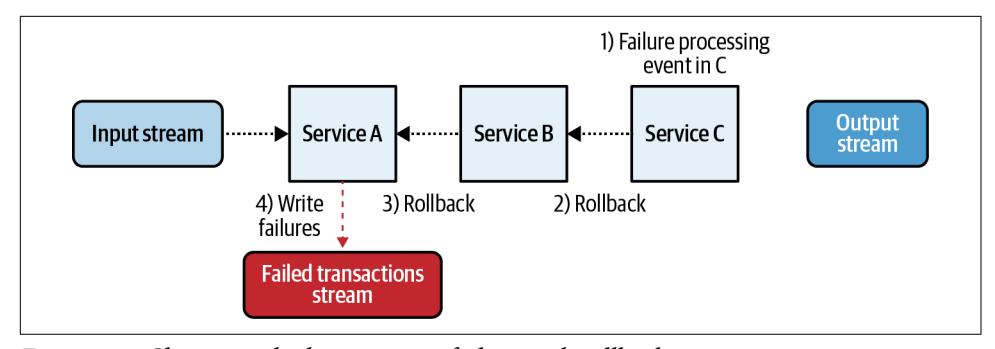 1) Failure processing
event in C
Input stream
Service A
Service B
Service C
Output
stream
4) Write
failures
3) Rollback
2) Rollback
Failed transactions
stream